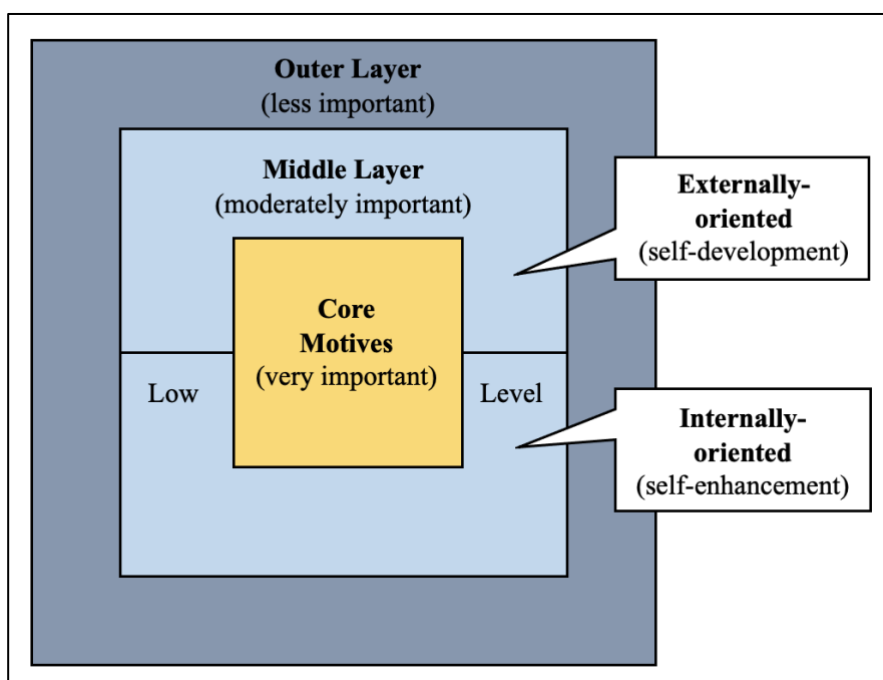 Outer Layer
(less important)
Middle Layer
(moderately important)
Externally-
oriented
(self-development)
Core
Motives
(very important)
Low
Level
Internally-
oriented
(self-enhancement)